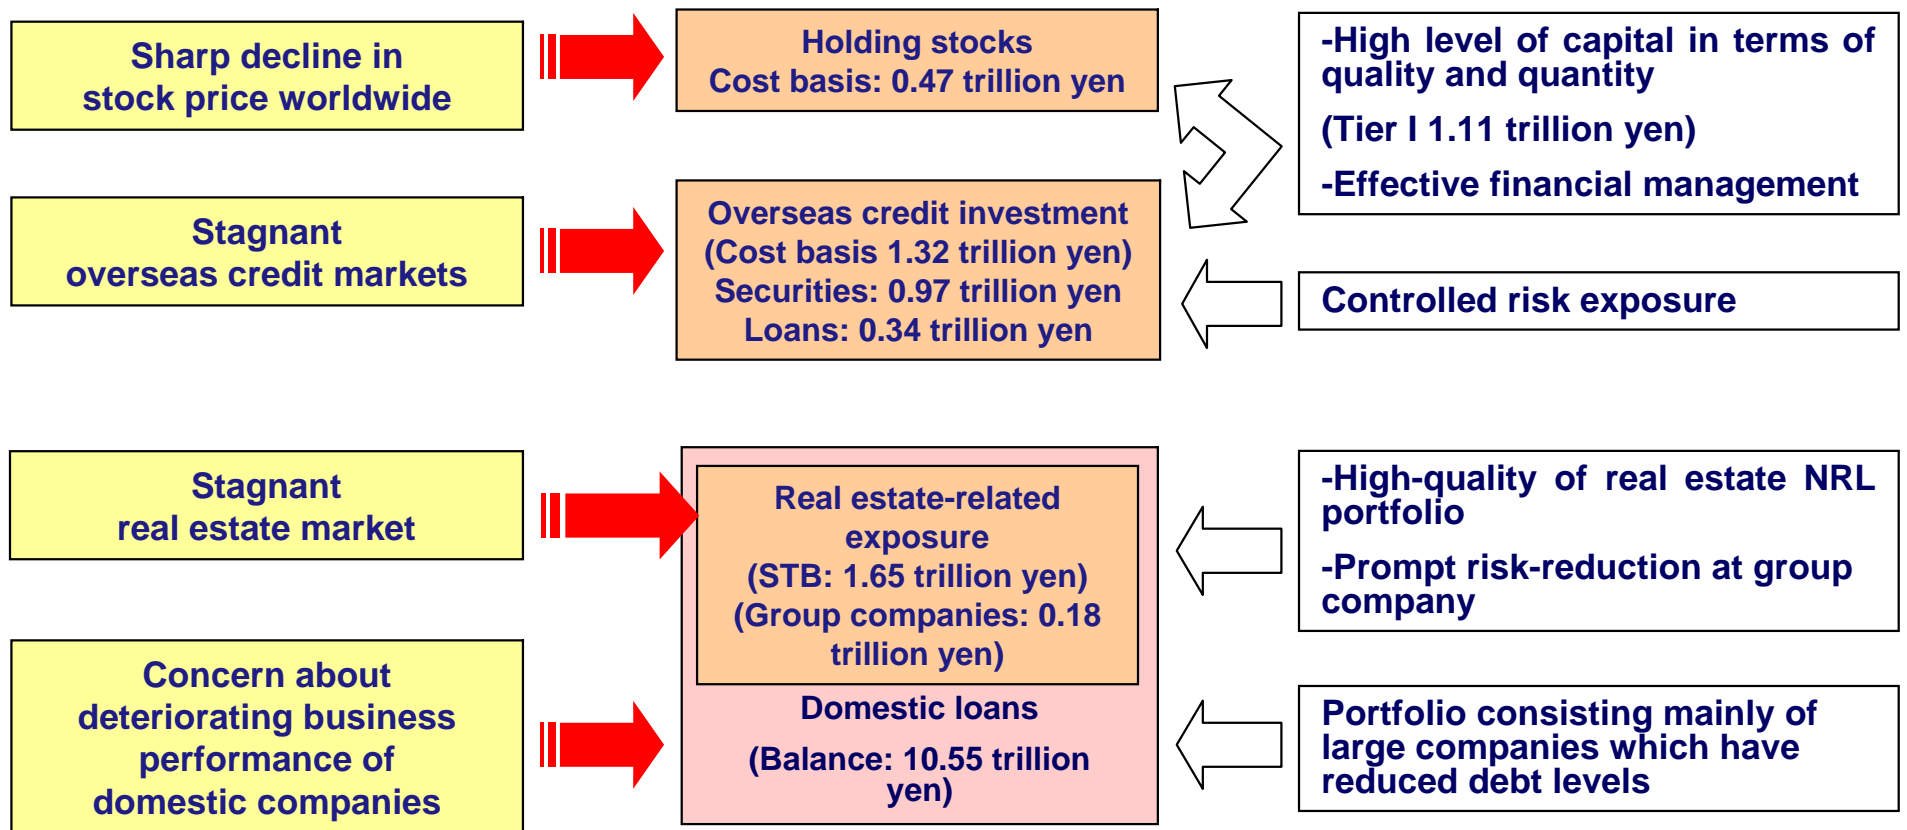 Sharp decline in
stock price worldwide
Holding stocks
Cost basis: 0.47 trillion yen
-High level of capital in terms of
quality and quantity
(Tier I 1.11 trillion yen)
-Effective financial management
Stagnant
overseas credit markets
Overseas credit investment
(Cost basis 1.32 trillion yen)
Securities: 0.97 trillion yen
Loans: 0.34 trillion yen
Controlled risk exposure
Stagnant
real estate market
Real estate-related
exposure
(STB: 1.65 trillion yen)
(Group companies: 0.18
trillion yen)
-High-quality of real estate NRL
portfolio
-Prompt risk-reduction at group
company
Concern about
deteriorating business
performance of
domestic companies
Domestic loans
(Balance: 10.55 trillion
yen)
Portfolio consisting mainly of
large companies which have
reduced debt levels